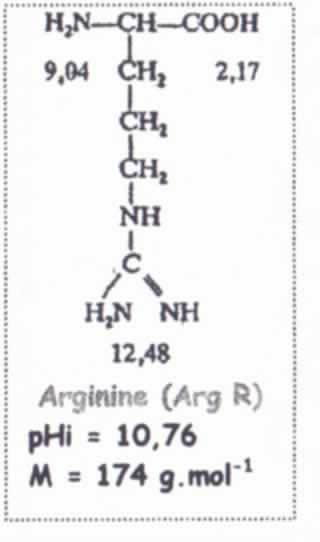 H₂N—CH—COOH
9,04 CH₂ 2,17
CH₂
CH₂
NH
C
H₂N NH
12,48
Arginine (Arg R)
pHi = 10,76
M = 174 g.mol⁻¹